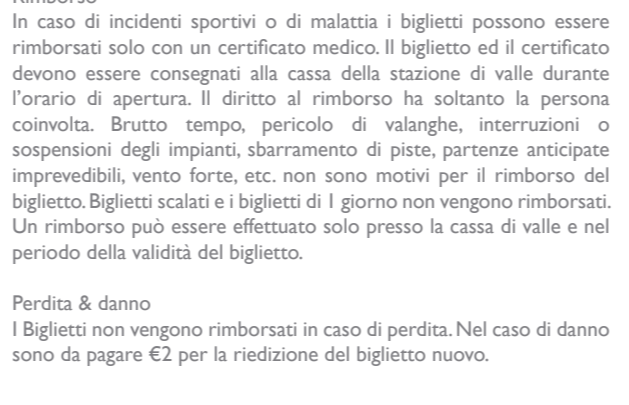 Rimborso
In caso di incidenti sportivi o di malattia i biglietti possono essere
rimborsati solo con un certificato medico. Il biglietto ed il certificato
devono essere consegnati alla cassa della stazione di valle durante
l'orario di apertura. Il diritto al rimborso ha soltanto la persona
coinvolta. Brutto tempo, pericolo di valanghe, interruzioni o
sospensioni degli impianti, sbarramento di piste, partenze anticipate
imprevedibili, vento forte, etc. non sono motivi per il rimborso del
biglietto. Biglietti scalati e i biglietti di 1 giorno non vengono rimborsati.
Un rimborso può essere effettuato solo presso la cassa di valle e nel
periodo della validità del biglietto.
Perdita & danno
I Biglietti non vengono rimborsati in caso di perdita. Nel caso di danno
sono da pagare €2 per la riedizione del biglietto nuovo.